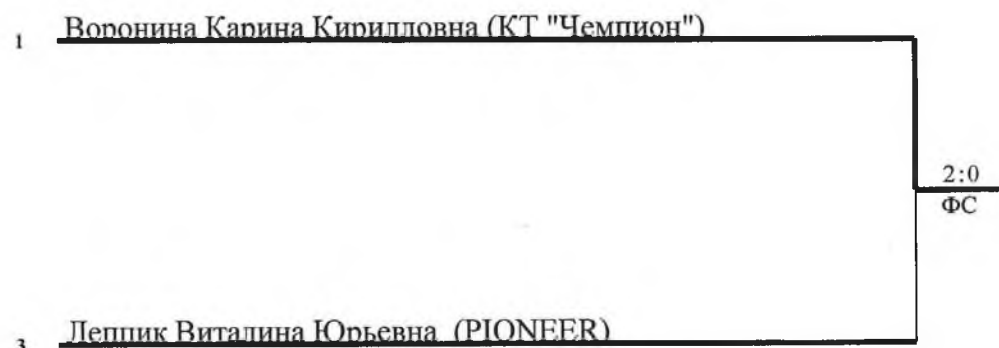 1 Воронина Карина Кирилловна (КТ "Чемпион")
2:0
ФС
3 Леппик Виталина Юрьевна (PIONEER)